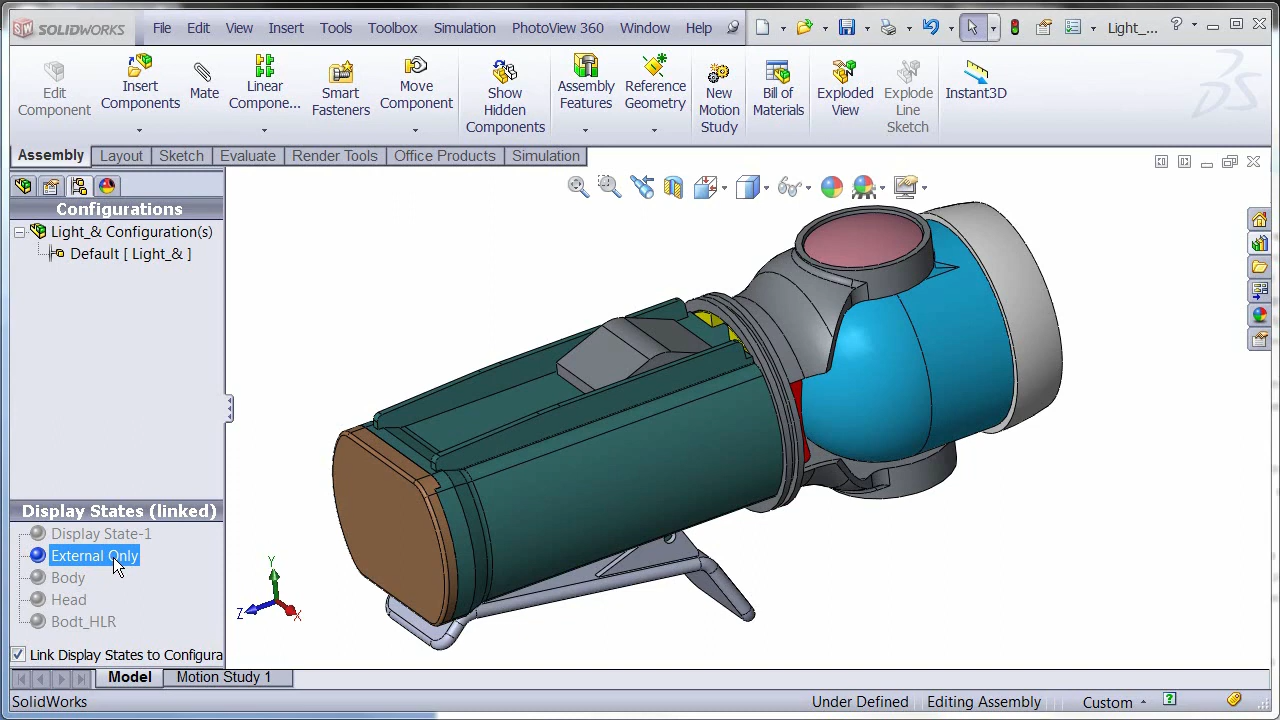 SOLIDWORKS File Edit View Insert Tools Toolbox Simulation PhotoView 360 Window Help Light_... ?
Edit Component
Insert Components
Mate
Linear Compone...
Smart Fasteners
Move Component
Show Hidden Components
Assembly Features
Reference Geometry
New Motion Study
Bill of Materials
Exploded View
Explode Line Sketch
Instant3D
Assembly Layout Sketch Evaluate Render Tools Office Products Simulation
Configurations
Light_& Configuration(s)
Default [ Light_& ]
Display States (linked)
Display State-1
External Only
Body
Head
Bodt_HLR
Link Display States to Configura
Y
Z
X
Model Motion Study 1
SolidWorks Under Defined Editing Assembly Custom ?